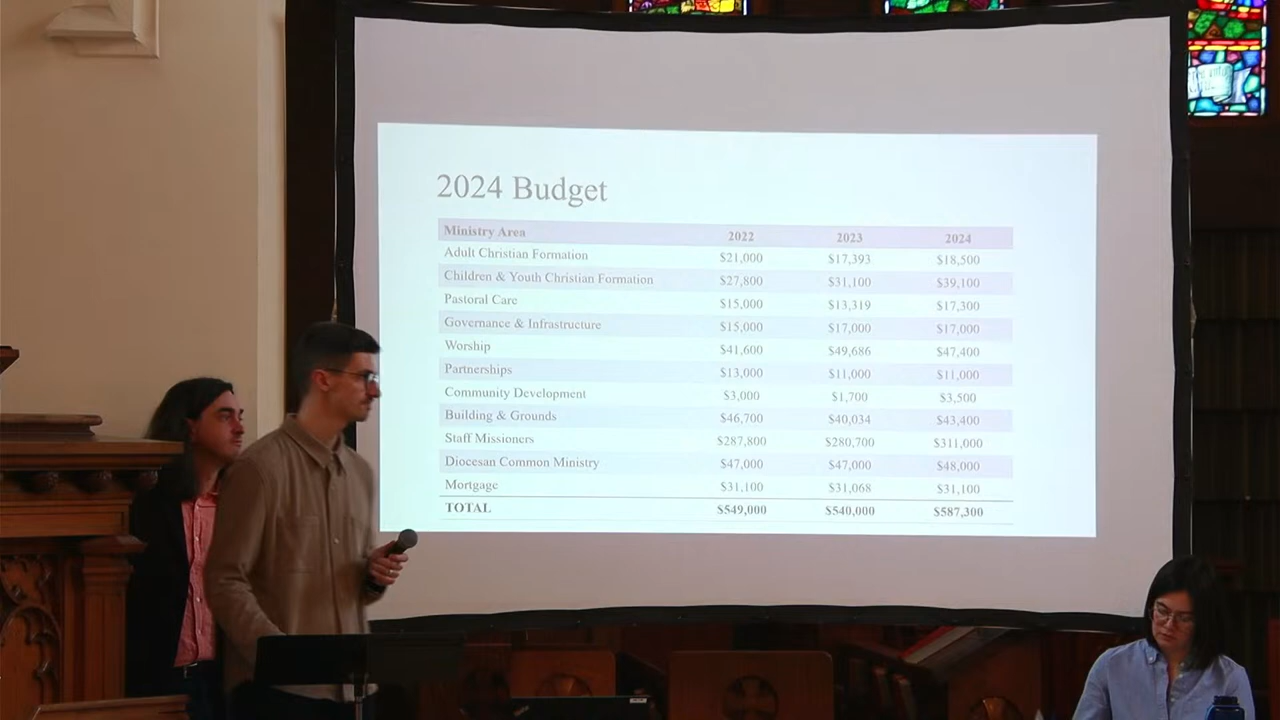 2024 Budget
Ministry Area 2022 2023 2024
Adult Christian Formation $21,000 $17,393 $18,500
Children & Youth Christian Formation $27,800 $31,100 $39,100
Pastoral Care $15,000 $13,319 $17,300
Governance & Infrastructure $15,000 $17,000 $17,000
Worship $41,600 $49,686 $47,400
Partnerships $13,000 $11,000 $11,000
Community Development $3,000 $1,700 $3,500
Building & Grounds $46,700 $40,034 $43,400
Staff Missioners $287,800 $280,700 $311,000
Diocesan Common Ministry $47,000 $47,000 $48,000
Mortgage $31,100 $31,068 $31,100
TOTAL $549,000 $540,000 $587,300